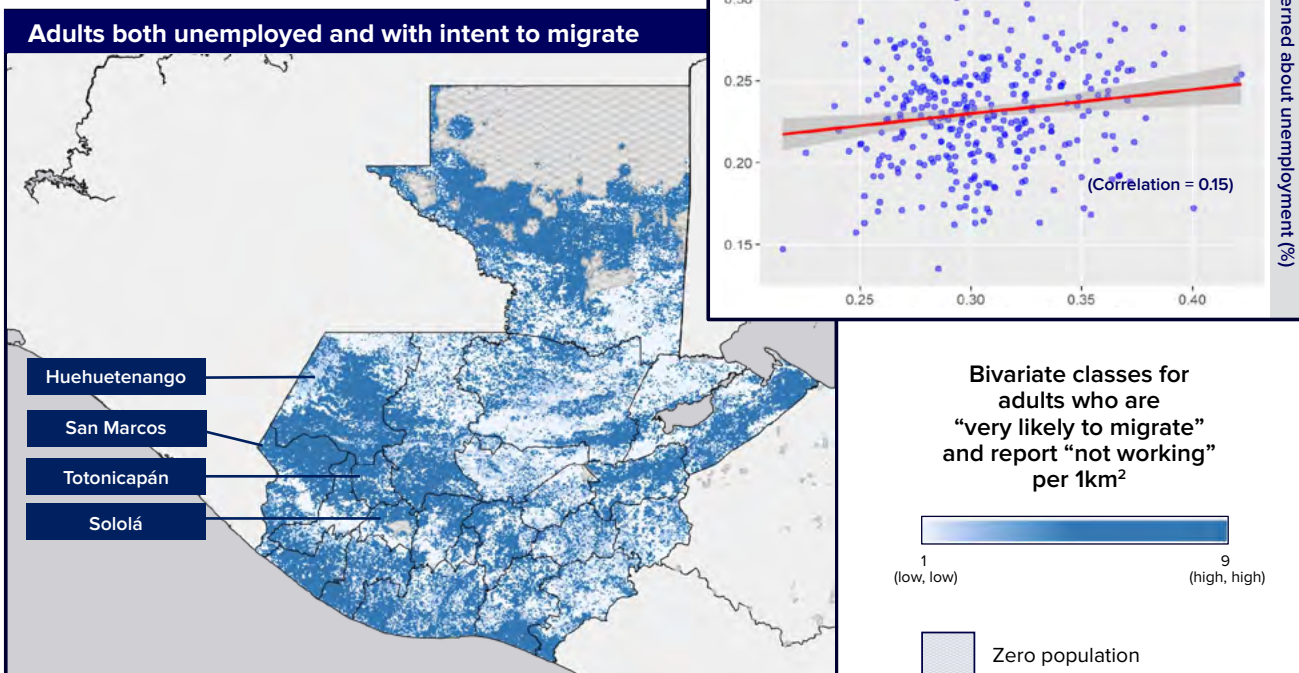 Adults both unemployed and with intent to migrate
Huehuetenango
San Marcos
Totonicapán
Sololá
0.25
0.20
0.15
(Correlation = 0.15)
0.25
0.30
0.35
0.40
about unemployment (%)
Bivariate classes for
adults who are
“very likely to migrate”
and report “not working”
per 1km²
1
9
(low, low)
(high, high)
Zero population